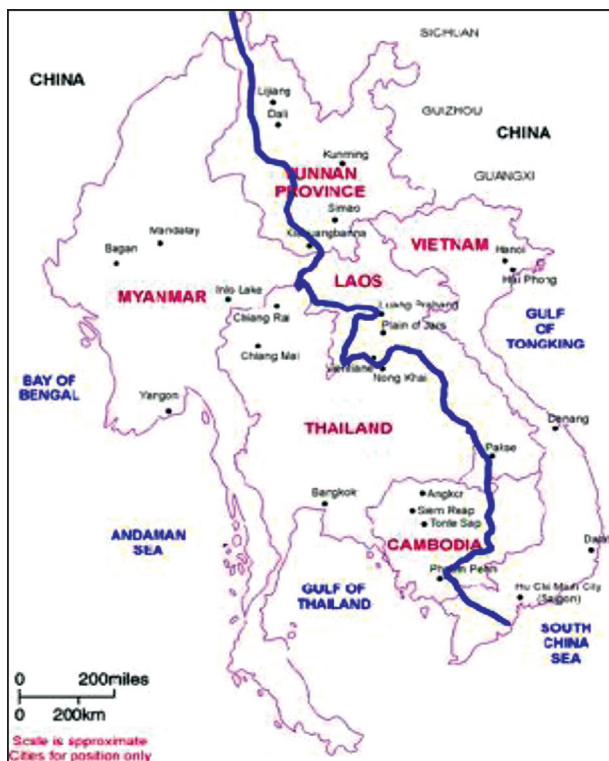 SICHUAN
CHINA
Lijiang
Dali
GUIZHOU
CHINA
Kunming
YUNNAN
PROVINCE
GUANGXI
Simao
Mandalay
Bagan
VIETNAM
Hanoi
Hai Phong
LAOS
MYANMAR
Inle Lake
Chiang Rai
Luang Prabang
Plain of Jars
GULF
OF
TONGKING
Chiang Mai
Vientiane
Nong Khai
BAY OF
BENGAL
Yangon
THAILAND
Danang
Pakse
Bangkok
Angkor
Siem Reap
Tonle Sap
ANDAMAN
SEA
CAMBODIA
Dalat
Phnom Penh
GULF OF
THAILAND
Ho Chi Minh City
(Saigon)
SOUTH
CHINA
SEA
0 200miles
0 200km
Scale is approximate
Cities for position only